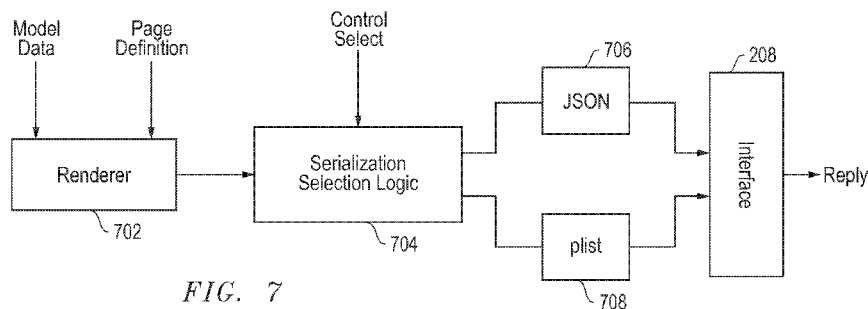 Model
Data
Page
Definition
Control
Select
706
208
JSON
Renderer
Serialization
Selection Logic
Interface
Reply
702
704
plist
708
FIG. 7